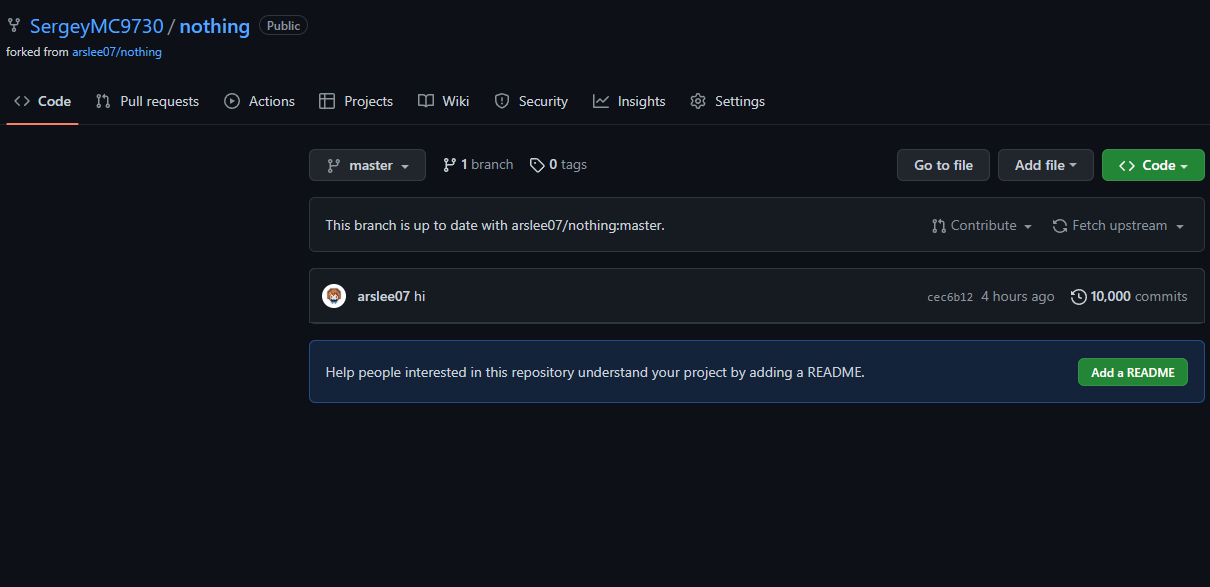 SergeyMC9730 / nothing Public
forked from arslee07/nothing
Code Pull requests Actions Projects Wiki Security Insights Settings
master 1 branch 0 tags Go to file Add file Code
This branch is up to date with arslee07/nothing:master. Contribute Fetch upstream
arslee07 hi cec6b12 4 hours ago 10,000 commits
Help people interested in this repository understand your project by adding a README. Add a README